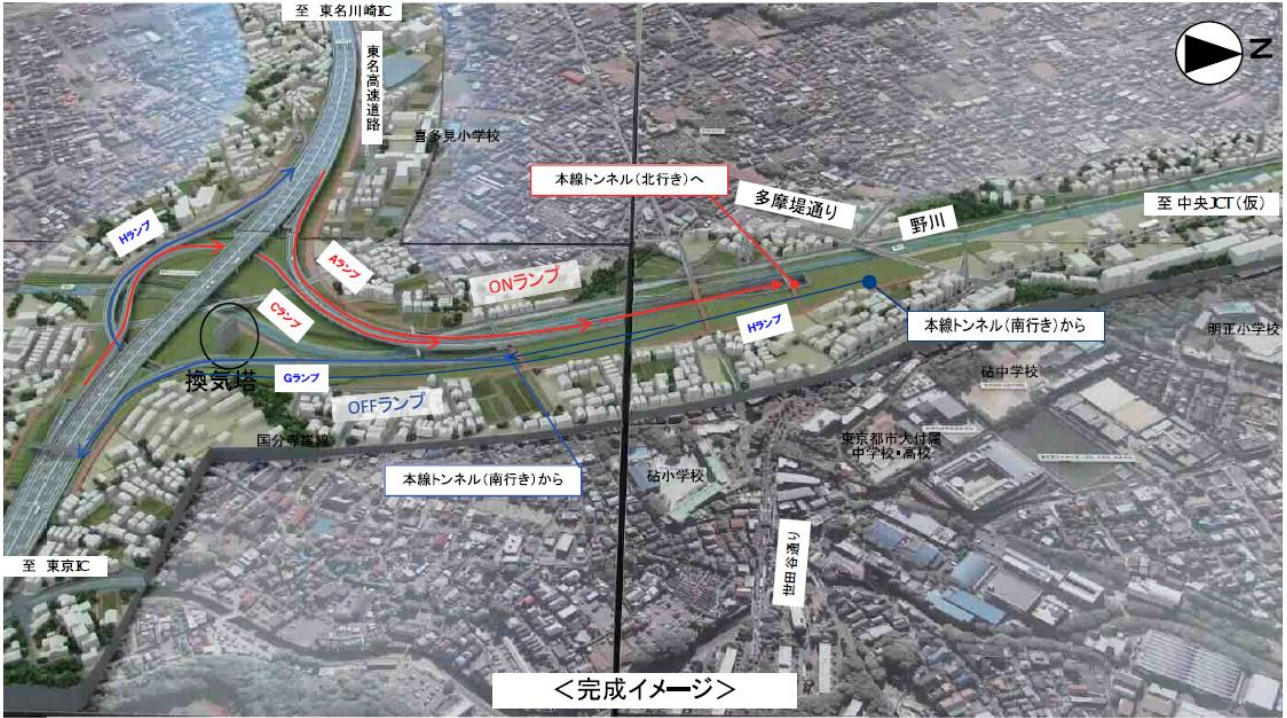 至 東名川崎IC
東名高速道路
喜多見小学校
N
本線トンネル(北行き)へ
多摩堤通り
野川
至 中央JCT(仮)
Hランプ
Aランプ
ONランプ
Cランプ
Hランプ
本線トンネル(南行き)から
明正小学校
換気塔
Gランプ
OFFランプ
砧中学校
国分寺崖線
東京都市大付属
中学校・高校
本線トンネル(南行き)から
砧小学校
至 東京IC
世田谷通り
<完成イメージ>